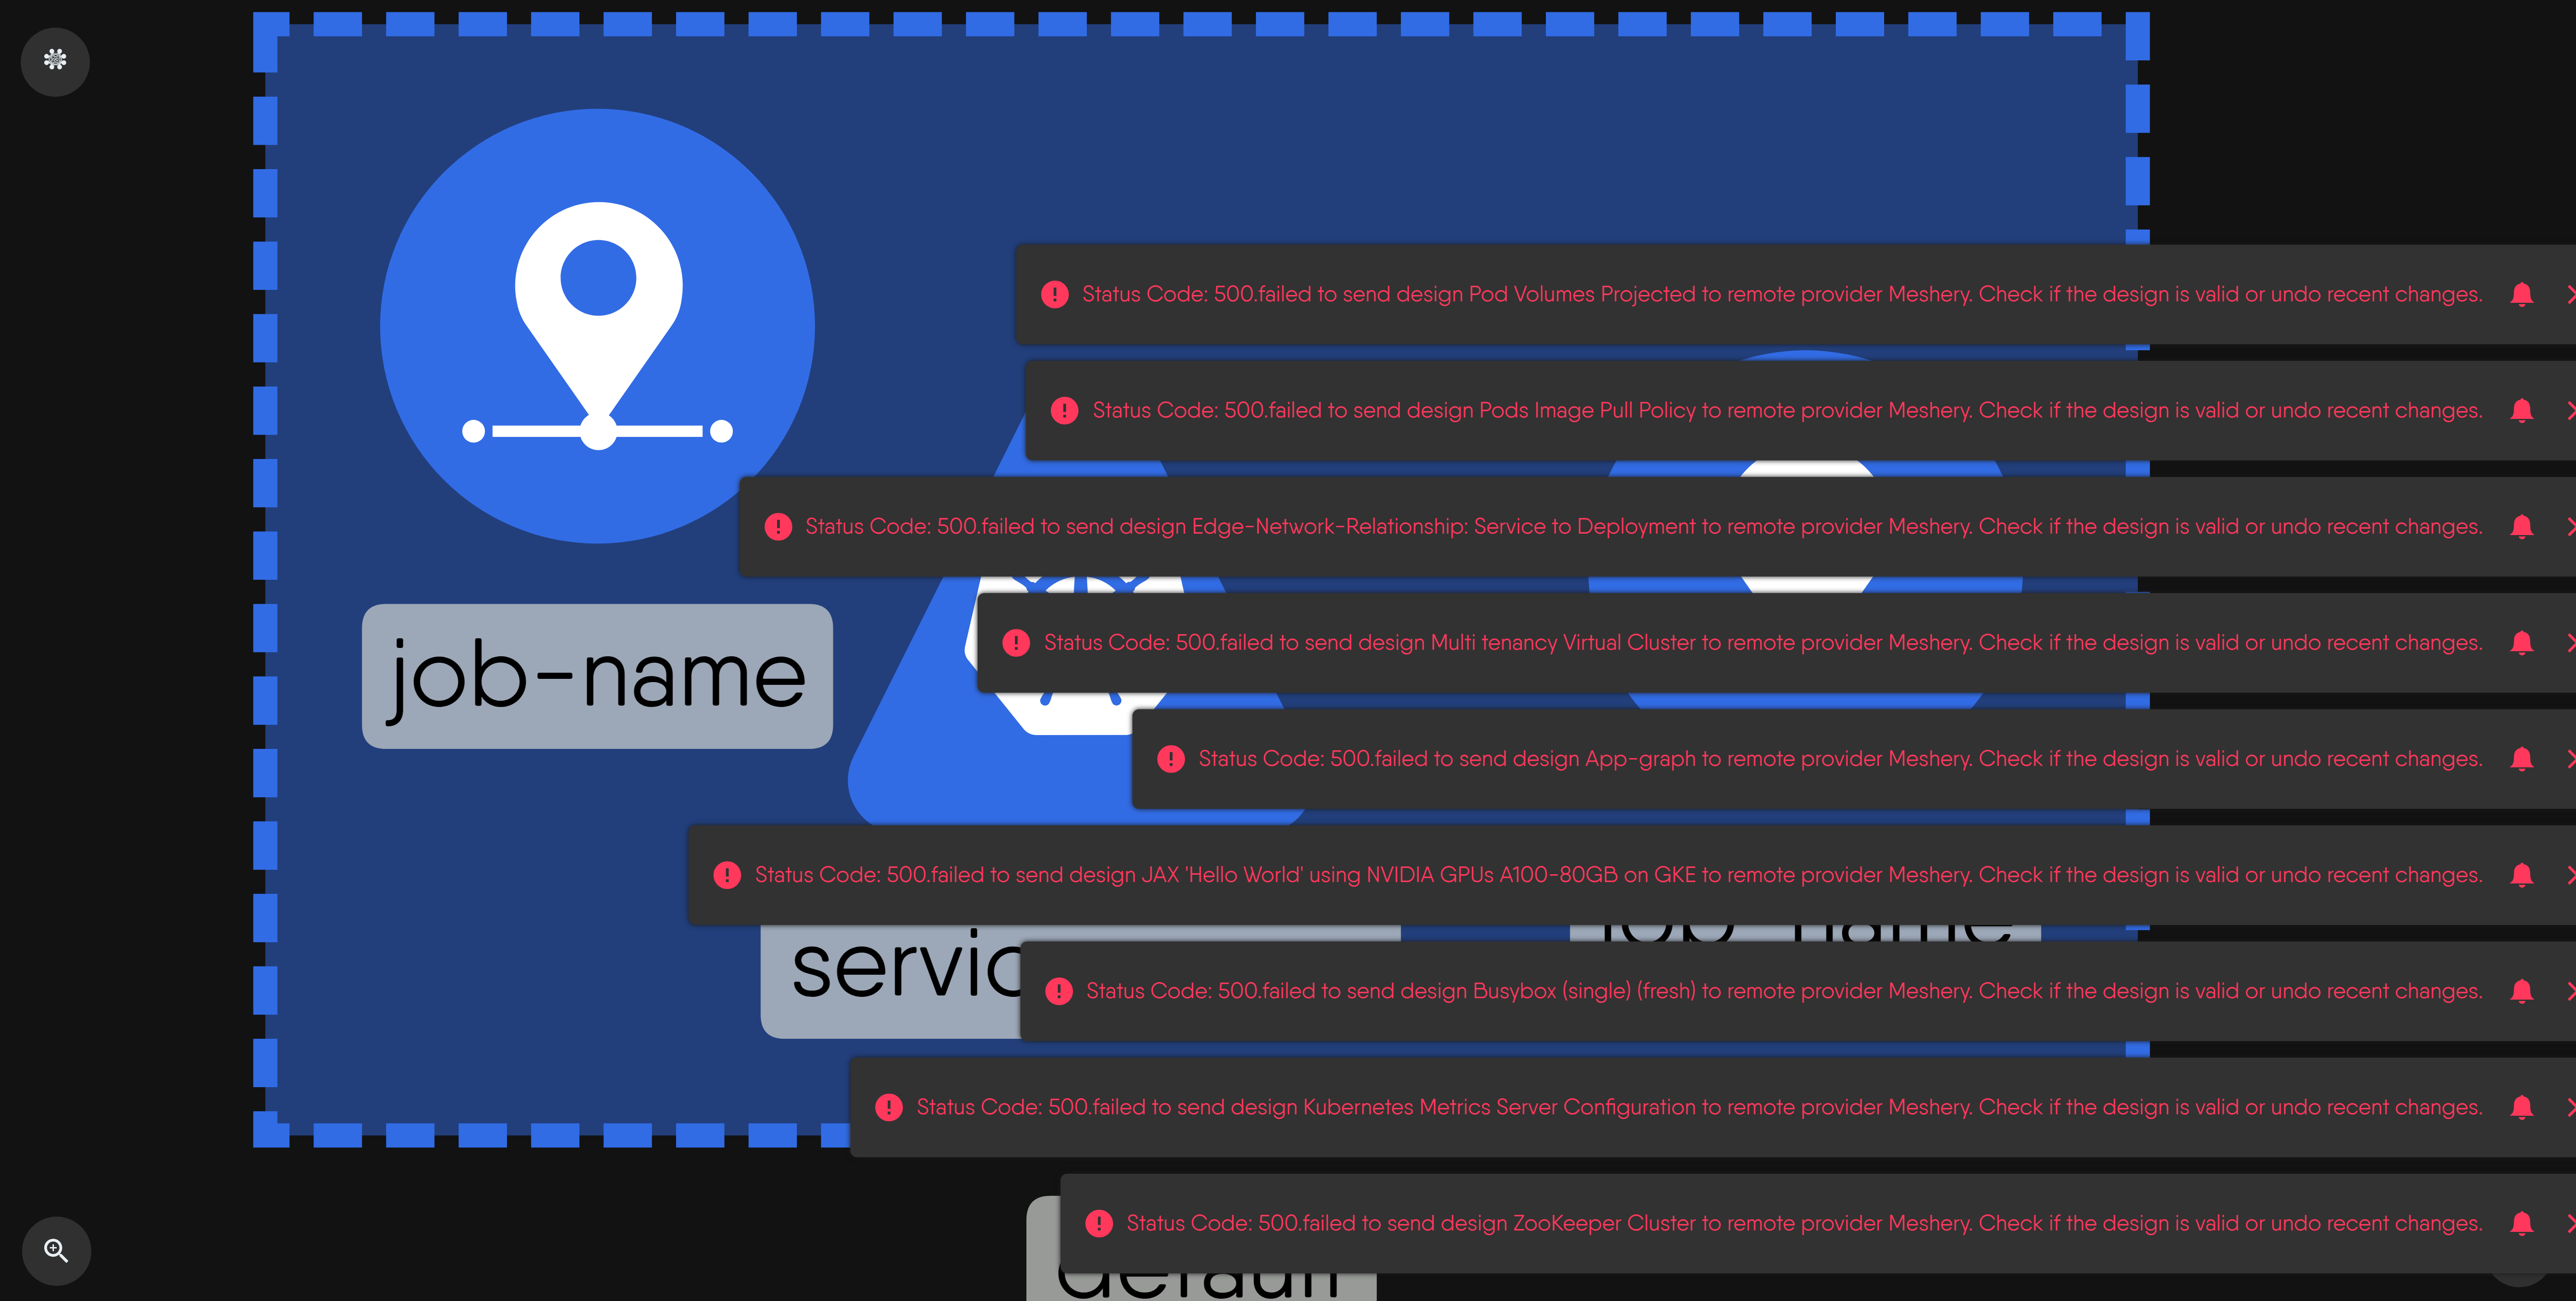 Status Code: 500.failed to send design Pod Volumes Projected to remote provider Meshery. Check if the design is valid or undo recent changes.
Status Code: 500.failed to send design Pods Image Pull Policy to remote provider Meshery. Check if the design is valid or undo recent changes.
Status Code: 500.failed to send design Edge-Network-Relationship: Service to Deployment to remote provider Meshery. Check if the design is valid or undo recent changes.
Status Code: 500.failed to send design Multi tenancy Virtual Cluster to remote provider Meshery. Check if the design is valid or undo recent changes.
job-name
Status Code: 500.failed to send design App-graph to remote provider Meshery. Check if the design is valid or undo recent changes.
Status Code: 500.failed to send design JAX 'Hello World' using NVIDIA GPUs A100-80GB on GKE to remote provider Meshery. Check if the design is valid or undo recent changes.
job-name
servic
Status Code: 500.failed to send design Busybox (single) (fresh) to remote provider Meshery. Check if the design is valid or undo recent changes.
Status Code: 500.failed to send design Kubernetes Metrics Server Configuration to remote provider Meshery. Check if the design is valid or undo recent changes.
Status Code: 500.failed to send design ZooKeeper Cluster to remote provider Meshery. Check if the design is valid or undo recent changes.
default